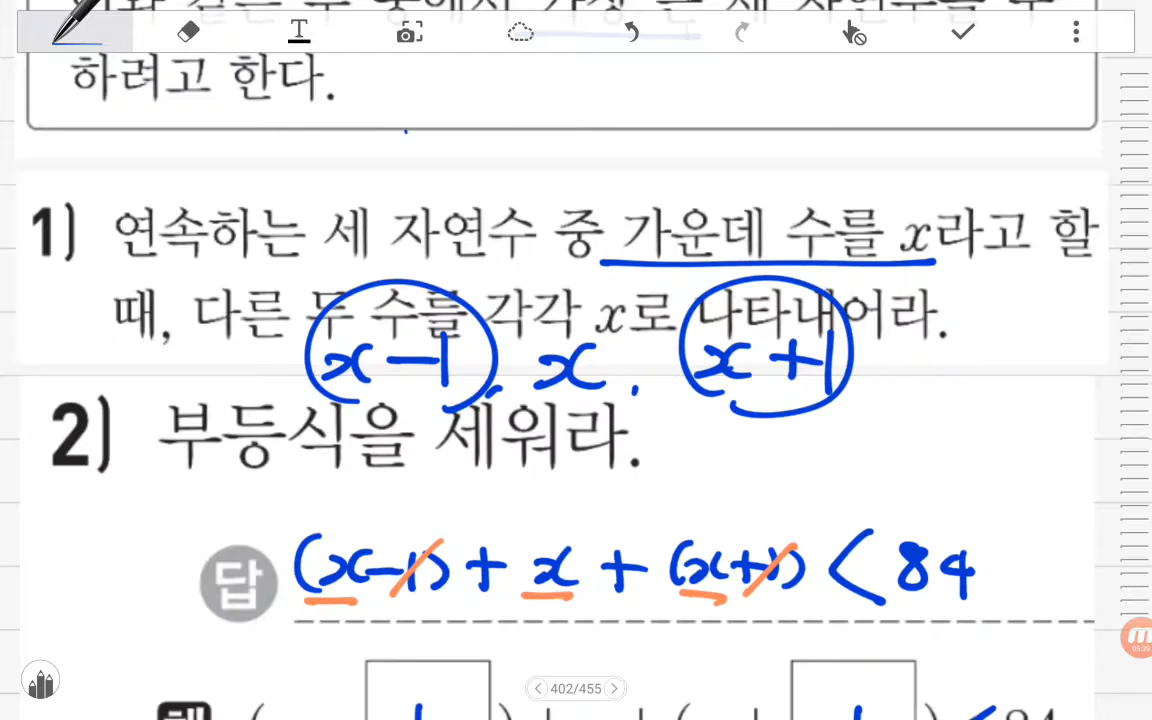 하려고 한다.
1) 연속하는 세 자연수 중 가운데 수를 x라고 할
때, 다른 두 수를 각각 x로 나타내어라.
x-1, x, x+1
2) 부등식을 세워라.
답 (x-1)+x+(x+1)<84
402/455
05:39